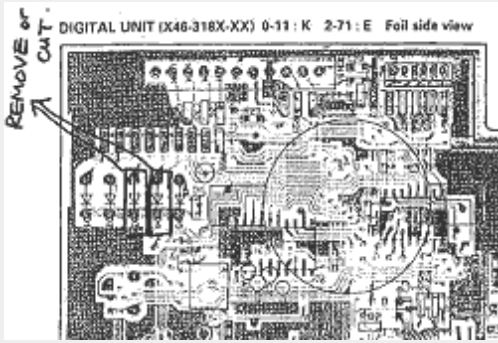 DIGITAL UNIT (X46-318X-XX) 0-11 : K 2-71 : E Foil side view
REMOVE or
CUT.